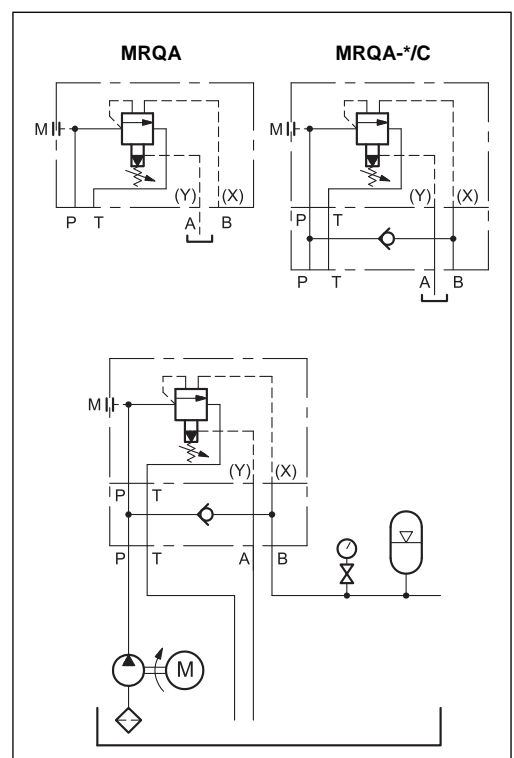 MRQA MRQA-*/C
M M
(Y) (X) (Y) (X)
P T A B P T
P T A B
M
(Y) (X)
P T
P T A B
M